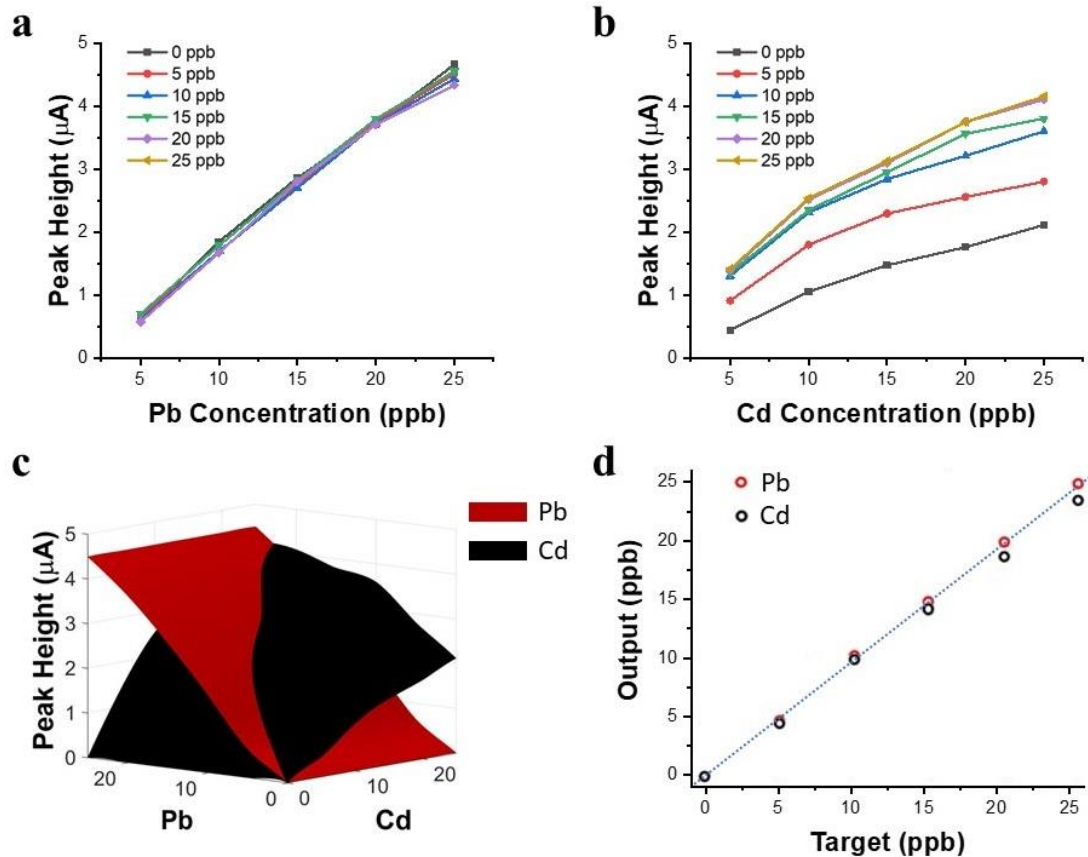 a
5
4
3
2
1
0
Peak Height (μA)
0 ppb
5 ppb
10 ppb
15 ppb
20 ppb
25 ppb
5 10 15 20 25
Pb Concentration (ppb)
b
5
4
3
2
1
0
Peak Height (μA)
0 ppb
5 ppb
10 ppb
15 ppb
20 ppb
25 ppb
5 10 15 20 25
Cd Concentration (ppb)
c
Pb
Cd
5
4
3
2
1
0
Peak Height (μA)
20 10 0
0 10 20
Pb
Cd
d
Pb
Cd
25
20
15
10
5
0
Output (ppb)
0 5 10 15 20 25
Target (ppb)